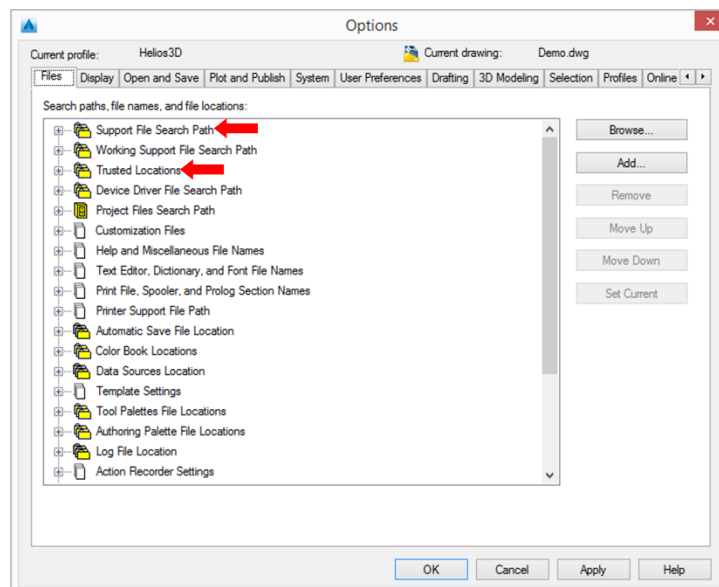 Options
Current profile: Helios3D Current drawing: Demo.dwg
Files Display Open and Save Plot and Publish System User Preferences Drafting 3D Modeling Selection Profiles Online
Search paths, file names, and file locations:
Support File Search Path Browse...
Working Support File Search Path
Trusted Locations Add...
Device Driver File Search Path Remove
Project Files Search Path
Customization Files Move Up
Help and Miscellaneous File Names
Text Editor, Dictionary, and Font File Names Move Down
Print File, Spooler, and Prolog Section Names Set Current
Printer Support File Path
Automatic Save File Location
Color Book Locations
Data Sources Location
Template Settings
Tool Palettes File Locations
Authoring Palette File Locations
Log File Location
Action Recorder Settings
OK Cancel Apply Help